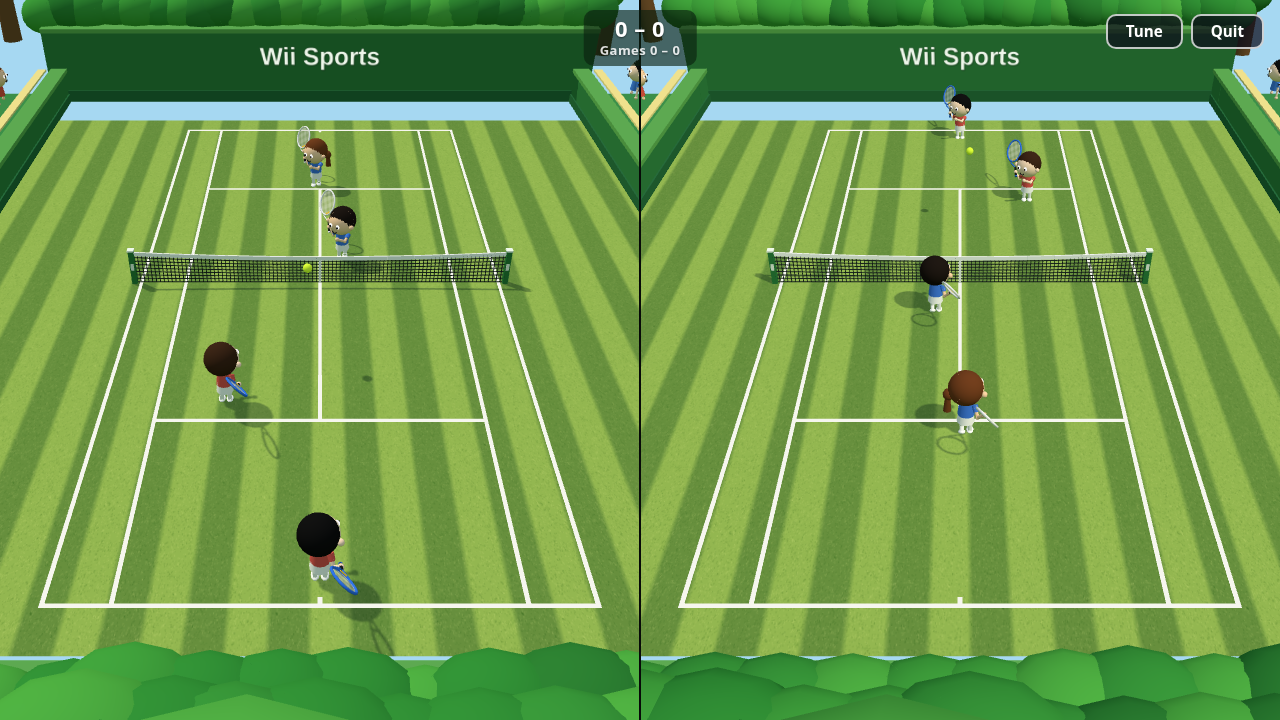 Wii Sports
0 – 0
Games 0 – 0
Wii Sports
Tune
Quit